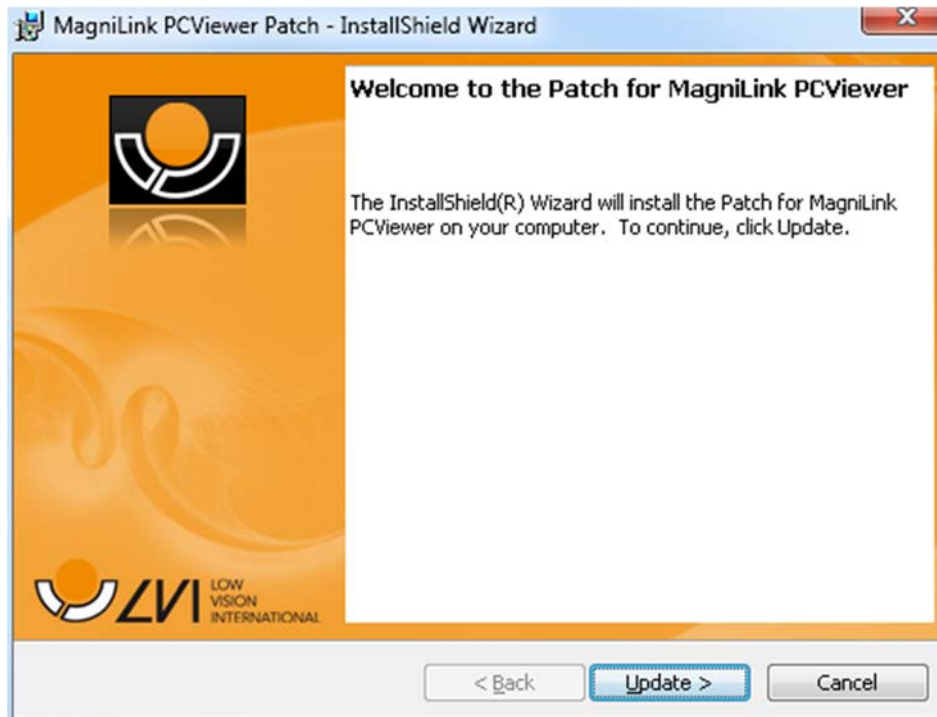 MagniLink PCViewer Patch - InstallShield Wizard
X
Welcome to the Patch for MagniLink PCViewer
The InstallShield(R) Wizard will install the Patch for MagniLink
PCViewer on your computer. To continue, click Update.
LVI
LOW
VISION
INTERNATIONAL
< Back
Update >
Cancel